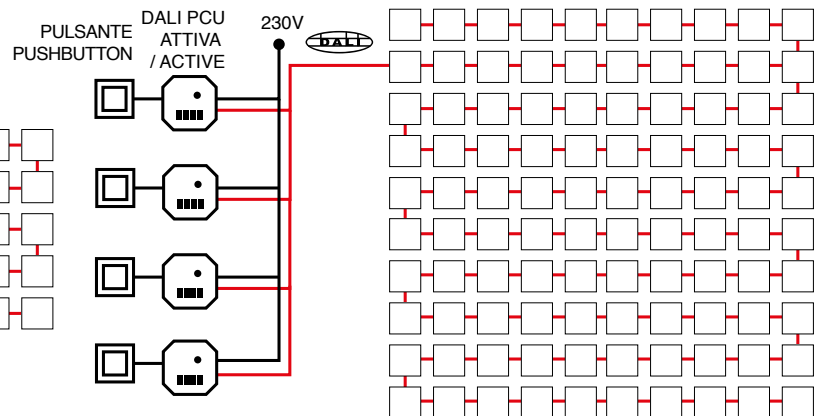 PULSANTE
PUSHBUTTON
DALI PCU
ATTIVA
/ ACTIVE
230V
DALI